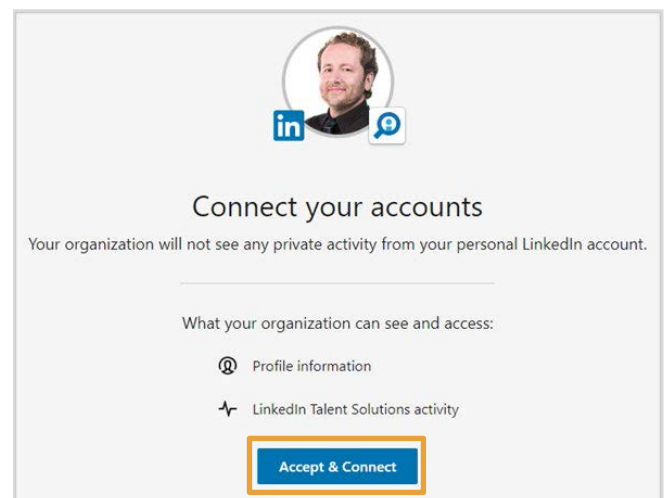 in
Connect your accounts
Your organization will not see any private activity from your personal LinkedIn account.
What your organization can see and access:
Profile information
LinkedIn Talent Solutions activity
Accept & Connect